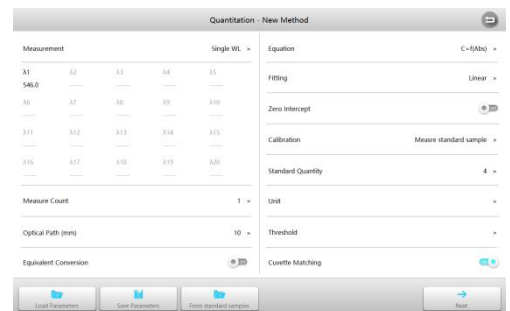 Quantitation - New Method
Measurement Single WL »
λ1 λ2 λ3 λ4 λ5
546.0 ----- ----- ----- -----
λ6 λ7 λ8 λ9 λ10
----- ----- ----- ----- -----
λ11 λ12 λ13 λ14 λ15
----- ----- ----- ----- -----
λ16 λ17 λ18 λ19 λ20
----- ----- ----- ----- -----
Measure Count 1 »
Optical Path (mm) 10 »
Equivalent Conversion
Equation C=f(Abs) »
Fitting Linear »
Zero Intercept
Calibration Measre standard sample »
Standard Quantity 4 »
Unit »
Threshold »
Cuvette Matching
Load Parameters
Save Parameters
From standard samples
Next